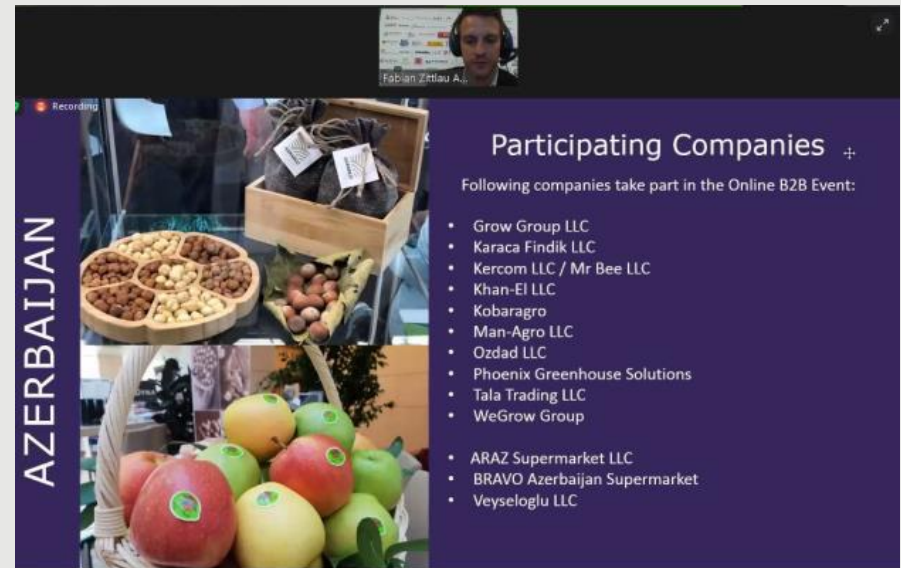 Fabian Zittlau A...
Recording
AZERBAIJAN
Participating Companies
Following companies take part in the Online B2B Event:
• Grow Group LLC
• Karaca Findik LLC
• Kercom LLC / Mr Bee LLC
• Khan-El LLC
• Kobaragro
• Man-Agro LLC
• Ozdad LLC
• Phoenix Greenhouse Solutions
• Tala Trading LLC
• WeGrow Group
• ARAZ Supermarket LLC
• BRAVO Azerbaijan Supermarket
• Veyseloglu LLC